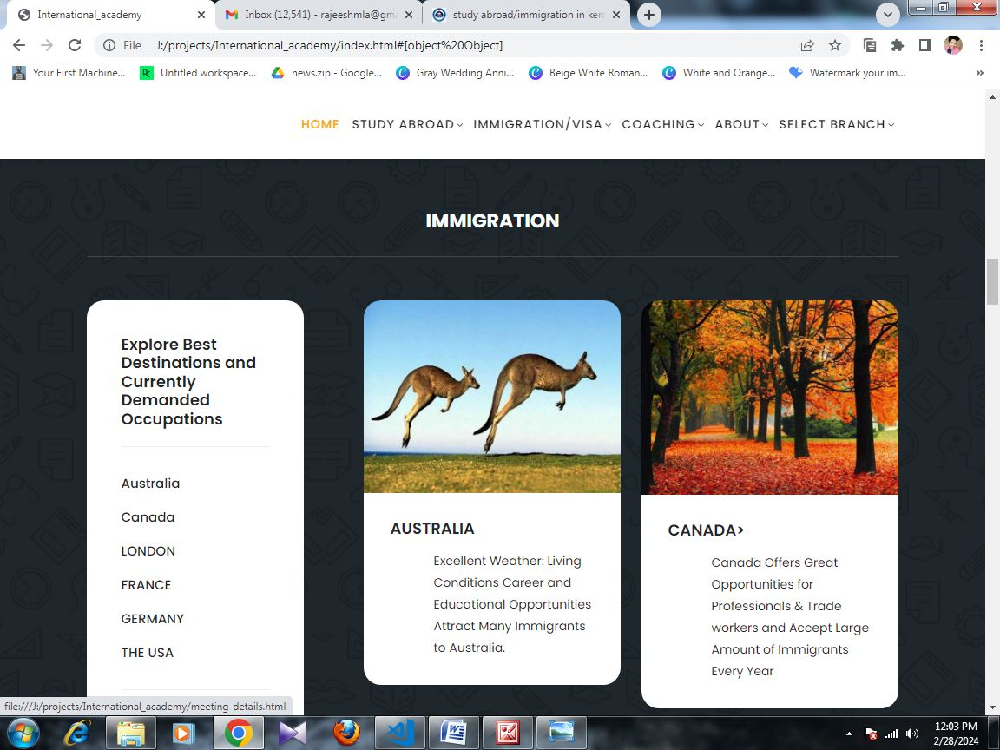 International_academy
Inbox (12,541) - rajeeshmla@gma
study abroad/immigration in kera
File
J:/projects/International_academy/index.html#[object%20Object]
Your First Machine...
Untitled workspace...
news.zip - Google...
Gray Wedding Anni...
Beige White Roman...
White and Orange...
Watermark your im...
HOME
STUDY ABROAD
IMMIGRATION/VISA
COACHING
ABOUT
SELECT BRANCH
IMMIGRATION
Explore Best
Destinations and
Currently
Demanded
Occupations
Australia
Canada
LONDON
FRANCE
GERMANY
THE USA
AUSTRALIA
Excellent Weather: Living
Conditions Career and
Educational Opportunities
Attract Many Immigrants
to Australia.
CANADA>
Canada Offers Great
Opportunities for
Professionals & Trade
workers and Accept Large
Amount of Immigrants
Every Year
file:///J:/projects/International_academy/meeting-details.html
12:03 PM
2/28/2024